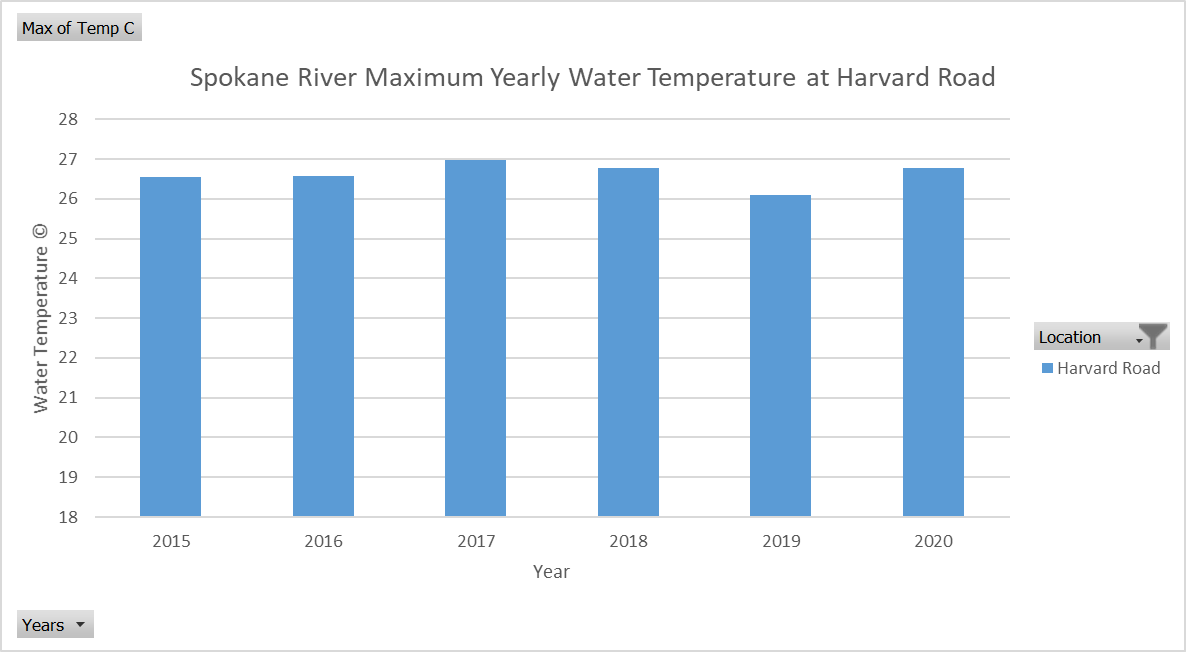 Max of Temp C
Spokane River Maximum Yearly Water Temperature at Harvard Road
28
27
26
25
24
23
22
21
20
19
18
Water Temperature ©
2015 2016 2017 2018 2019 2020
Year
Location
Harvard Road
Years